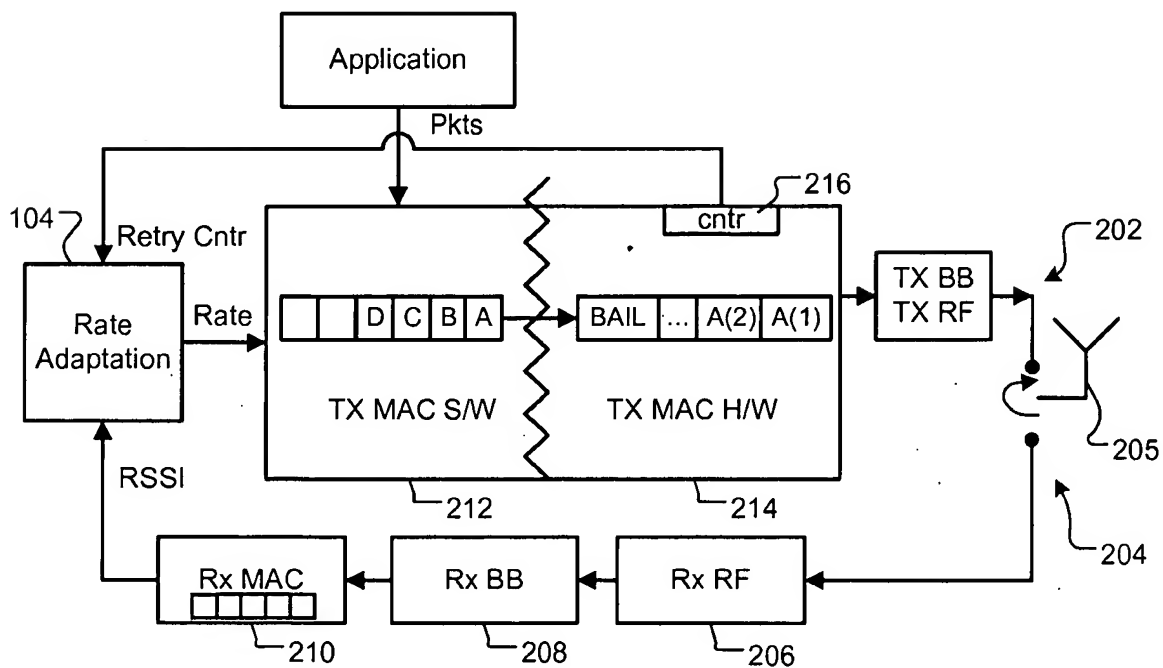 Application
Pkts
216
cntr
104
Retry Cntr
202
TX BB
TX RF
Rate
Adaptation
Rate
D C B A
BAIL ... A(2) A(1)
TX MAC S/W
TX MAC H/W
205
RSSI
212
214
204
Rx MAC
Rx BB
Rx RF
210
208
206